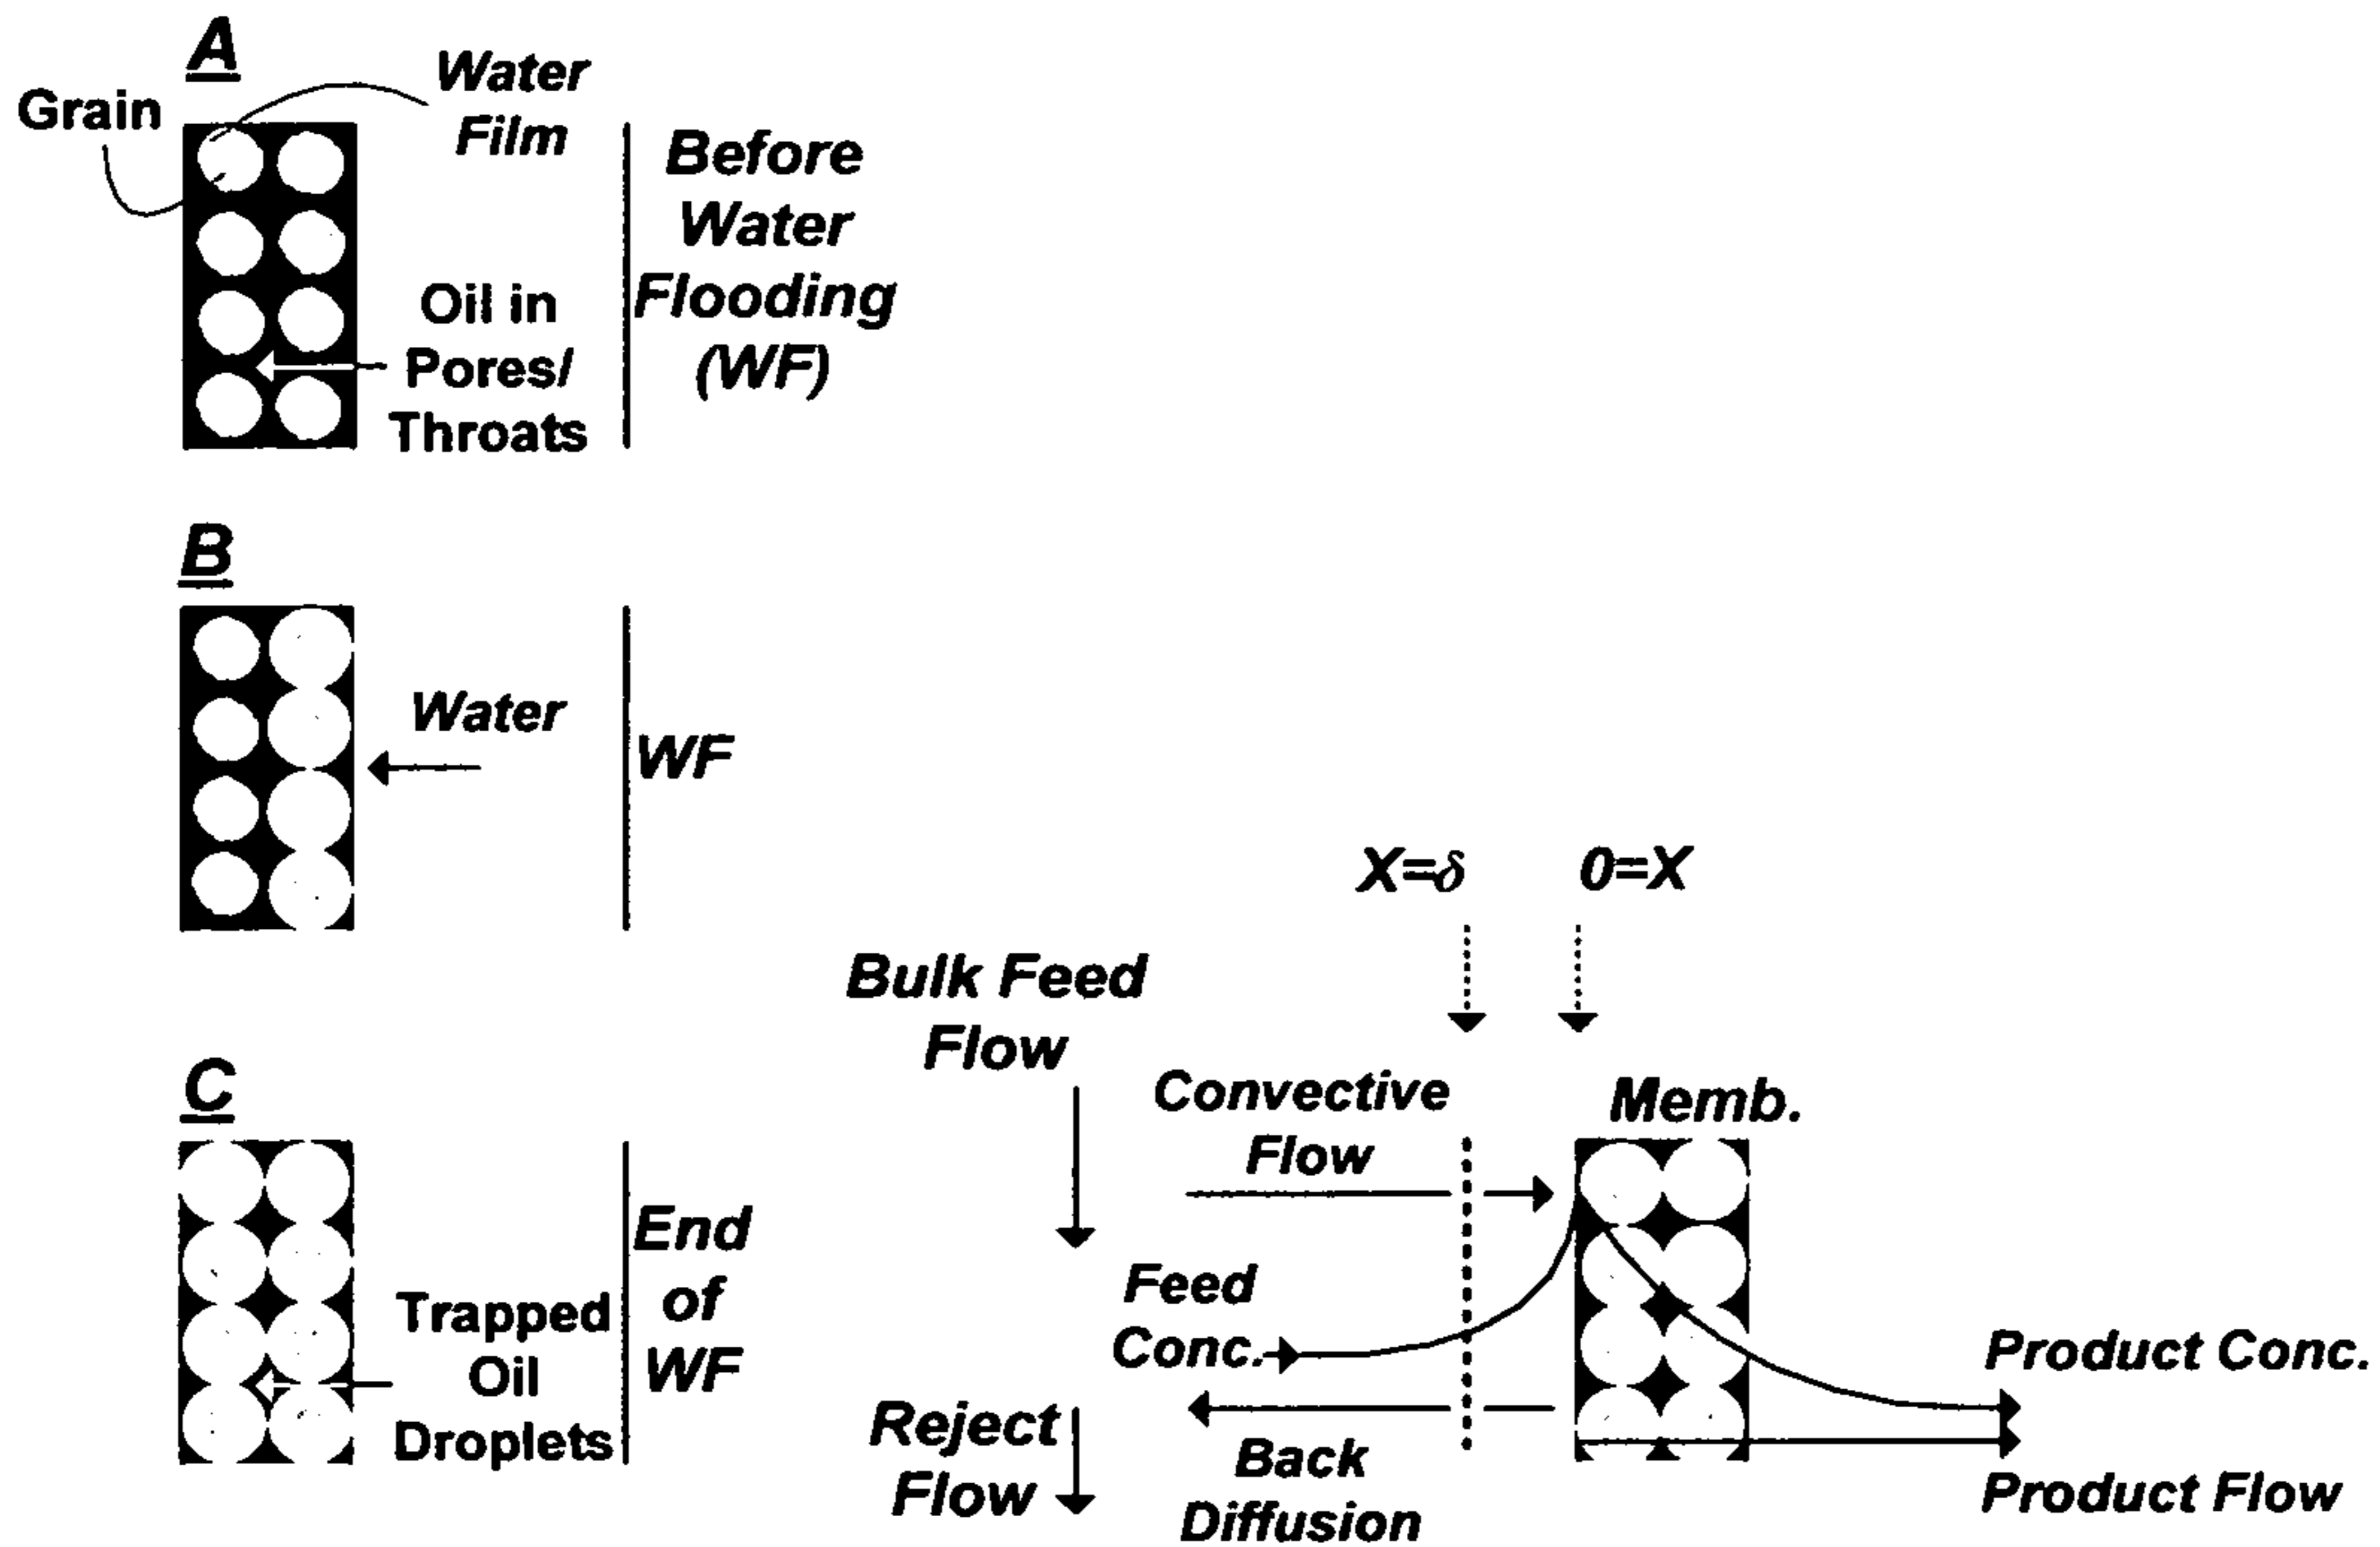 A
Grain
Water
Film
Before
Water
Flooding
(WF)
Oil in
Pores/
Throats
B
Water
WF
C
Trapped
Oil
Droplets
End
of
WF
X=δ
0=X
Bulk Feed
Flow
Convective
Flow
Memb.
Feed
Conc.
Product Conc.
Reject
Flow
Back
Diffusion
Product Flow